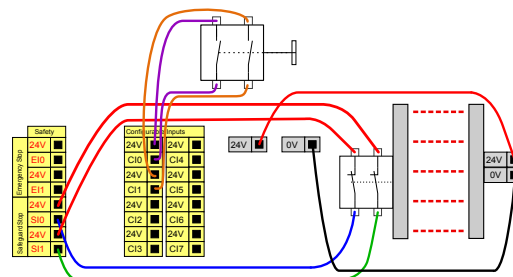 Safety
Emergency Stop
24V
EI0
24V
EI1
Safeguard Stop
24V
SI0
24V
SI1
Configurable Inputs
24V 24V
CI0 CI4
24V 24V
CI1 CI5
24V 24V
CI2 CI6
24V 24V
CI3 CI7
24V
0V
24V
0V